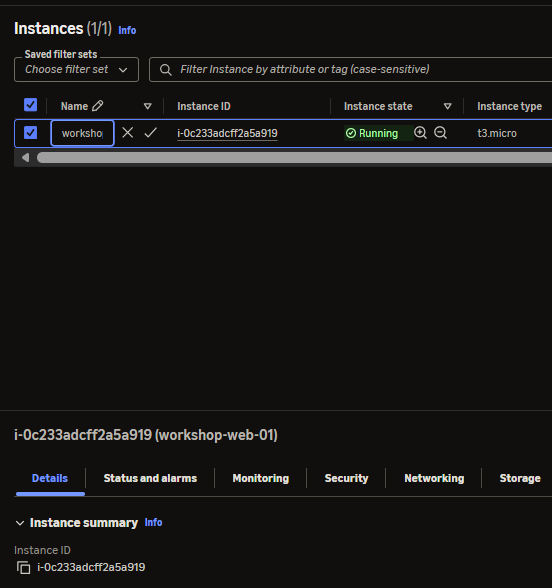 Instances (1/1) Info
Saved filter sets
Choose filter set
Filter Instance by attribute or tag (case-sensitive)
Name Instance ID Instance state Instance type
worksho i-0c233adcff2a5a919 Running t3.micro
i-0c233adcff2a5a919 (workshop-web-01)
Details Status and alarms Monitoring Security Networking Storage
Instance summary Info
Instance ID
i-0c233adcff2a5a919